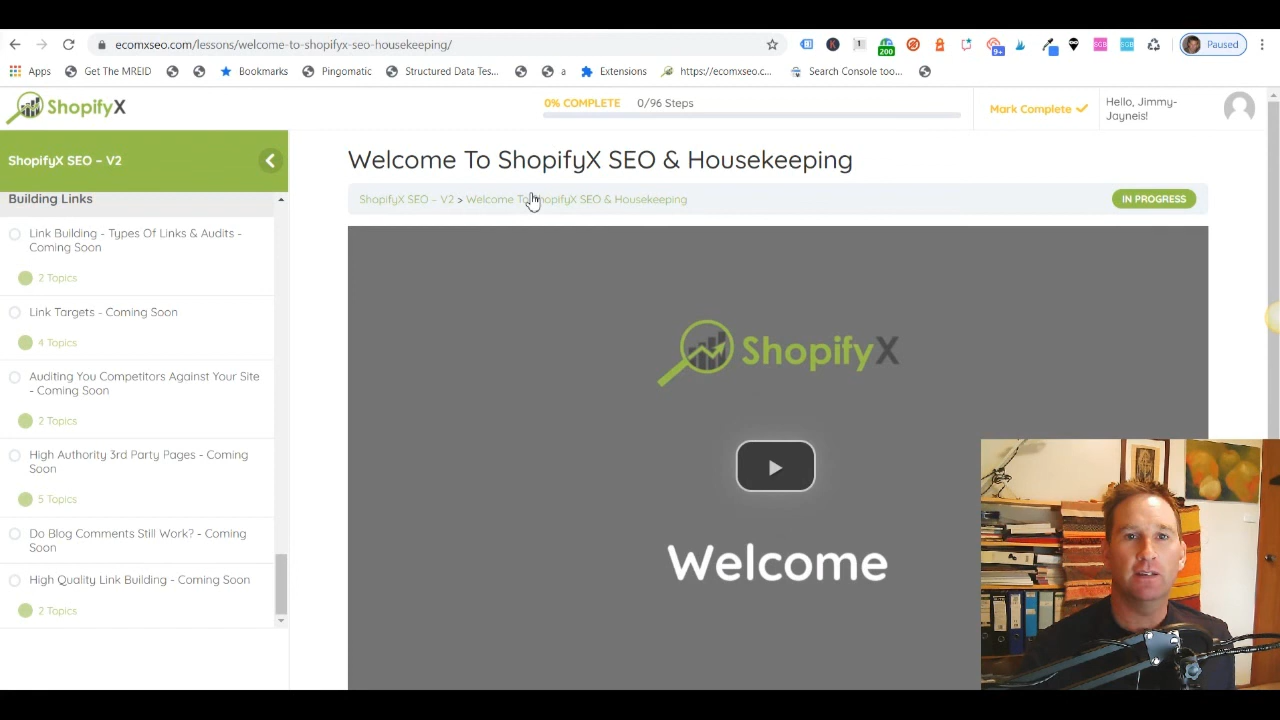 ecomxseo.com/lessons/welcome-to-shopifyx-seo-housekeeping/
1
200
9+
SGB
SGB
Paused
Apps
Get The MREID
Bookmarks
Pingomatic
Structured Data Tes...
a
Extensions
https://ecomxseo.c...
Search Console too...
ShopifyX
0% COMPLETE 0/96 Steps
Mark Complete
Hello, Jimmy-
Jayneis!
ShopifyX SEO – V2
Building Links
Link Building - Types Of Links & Audits -
Coming Soon
2 Topics
Link Targets - Coming Soon
4 Topics
Auditing You Competitors Against Your Site
- Coming Soon
2 Topics
High Authority 3rd Party Pages - Coming
Soon
5 Topics
Do Blog Comments Still Work? - Coming
Soon
High Quality Link Building - Coming Soon
2 Topics
Welcome To ShopifyX SEO & Housekeeping
ShopifyX SEO – V2 > Welcome To ShopifyX SEO & Housekeeping
IN PROGRESS
ShopifyX
Welcome